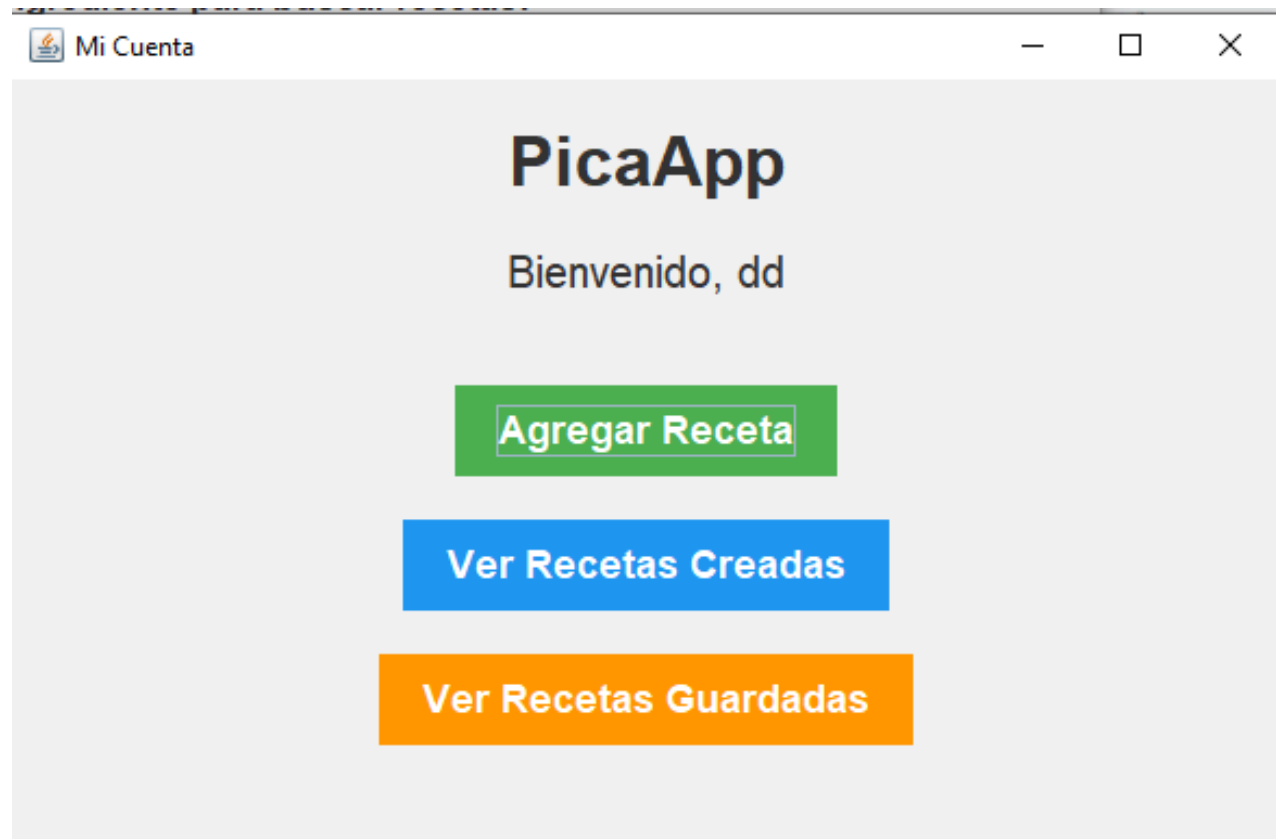 Mi Cuenta
PicaApp
Bienvenido, dd
Agregar Receta
Ver Recetas Creadas
Ver Recetas Guardadas